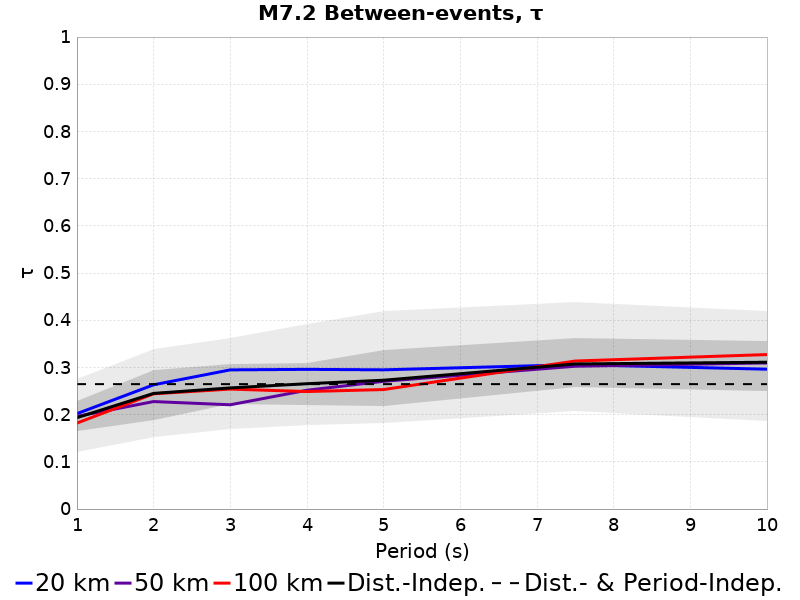 M7.2 Between-events, τ
1
0.9
0.8
0.7
0.6
0.5
0.4
0.3
0.2
0.1
0
τ
1 2 3 4 5 6 7 8 9 10
Period (s)
20 km 50 km 100 km Dist.-Indep. Dist.- & Period-Indep.